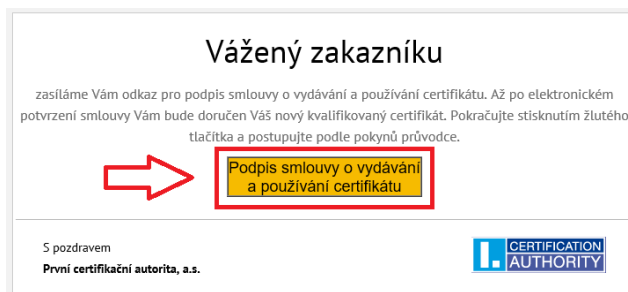 Vážený zakazníku
zasíláme Vám odkaz pro podpis smlouvy o vydávání a používání certifikátu. Až po elektronickém
potvrzení smlouvy Vám bude doručen Váš nový kvalifikovaný certifikát. Pokračujte stisknutím žlutého
tlačítka a postupujte podle pokynů průvodce.
Podpis smlouvy o vydávání
a používání certifikátu
S pozdravem
První certifikační autorita, a.s.
I. CERTIFICATION
AUTHORITY